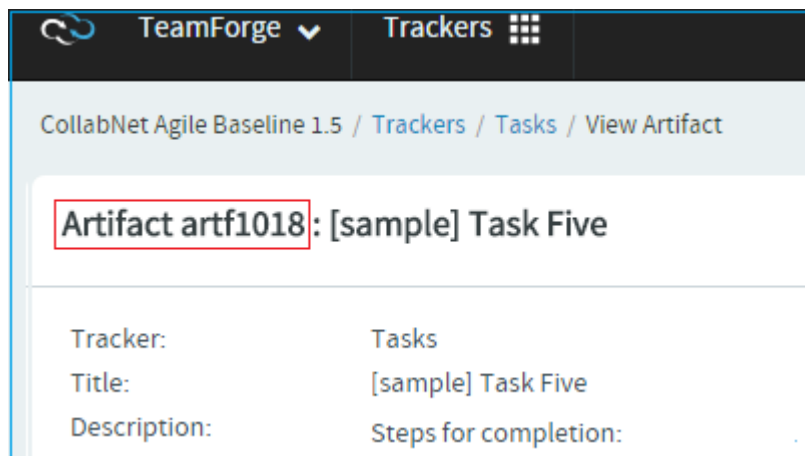 TeamForge Trackers
CollabNet Agile Baseline 1.5 / Trackers / Tasks / View Artifact
Artifact artf1018 : [sample] Task Five
Tracker: Tasks
Title: [sample] Task Five
Description: Steps for completion: